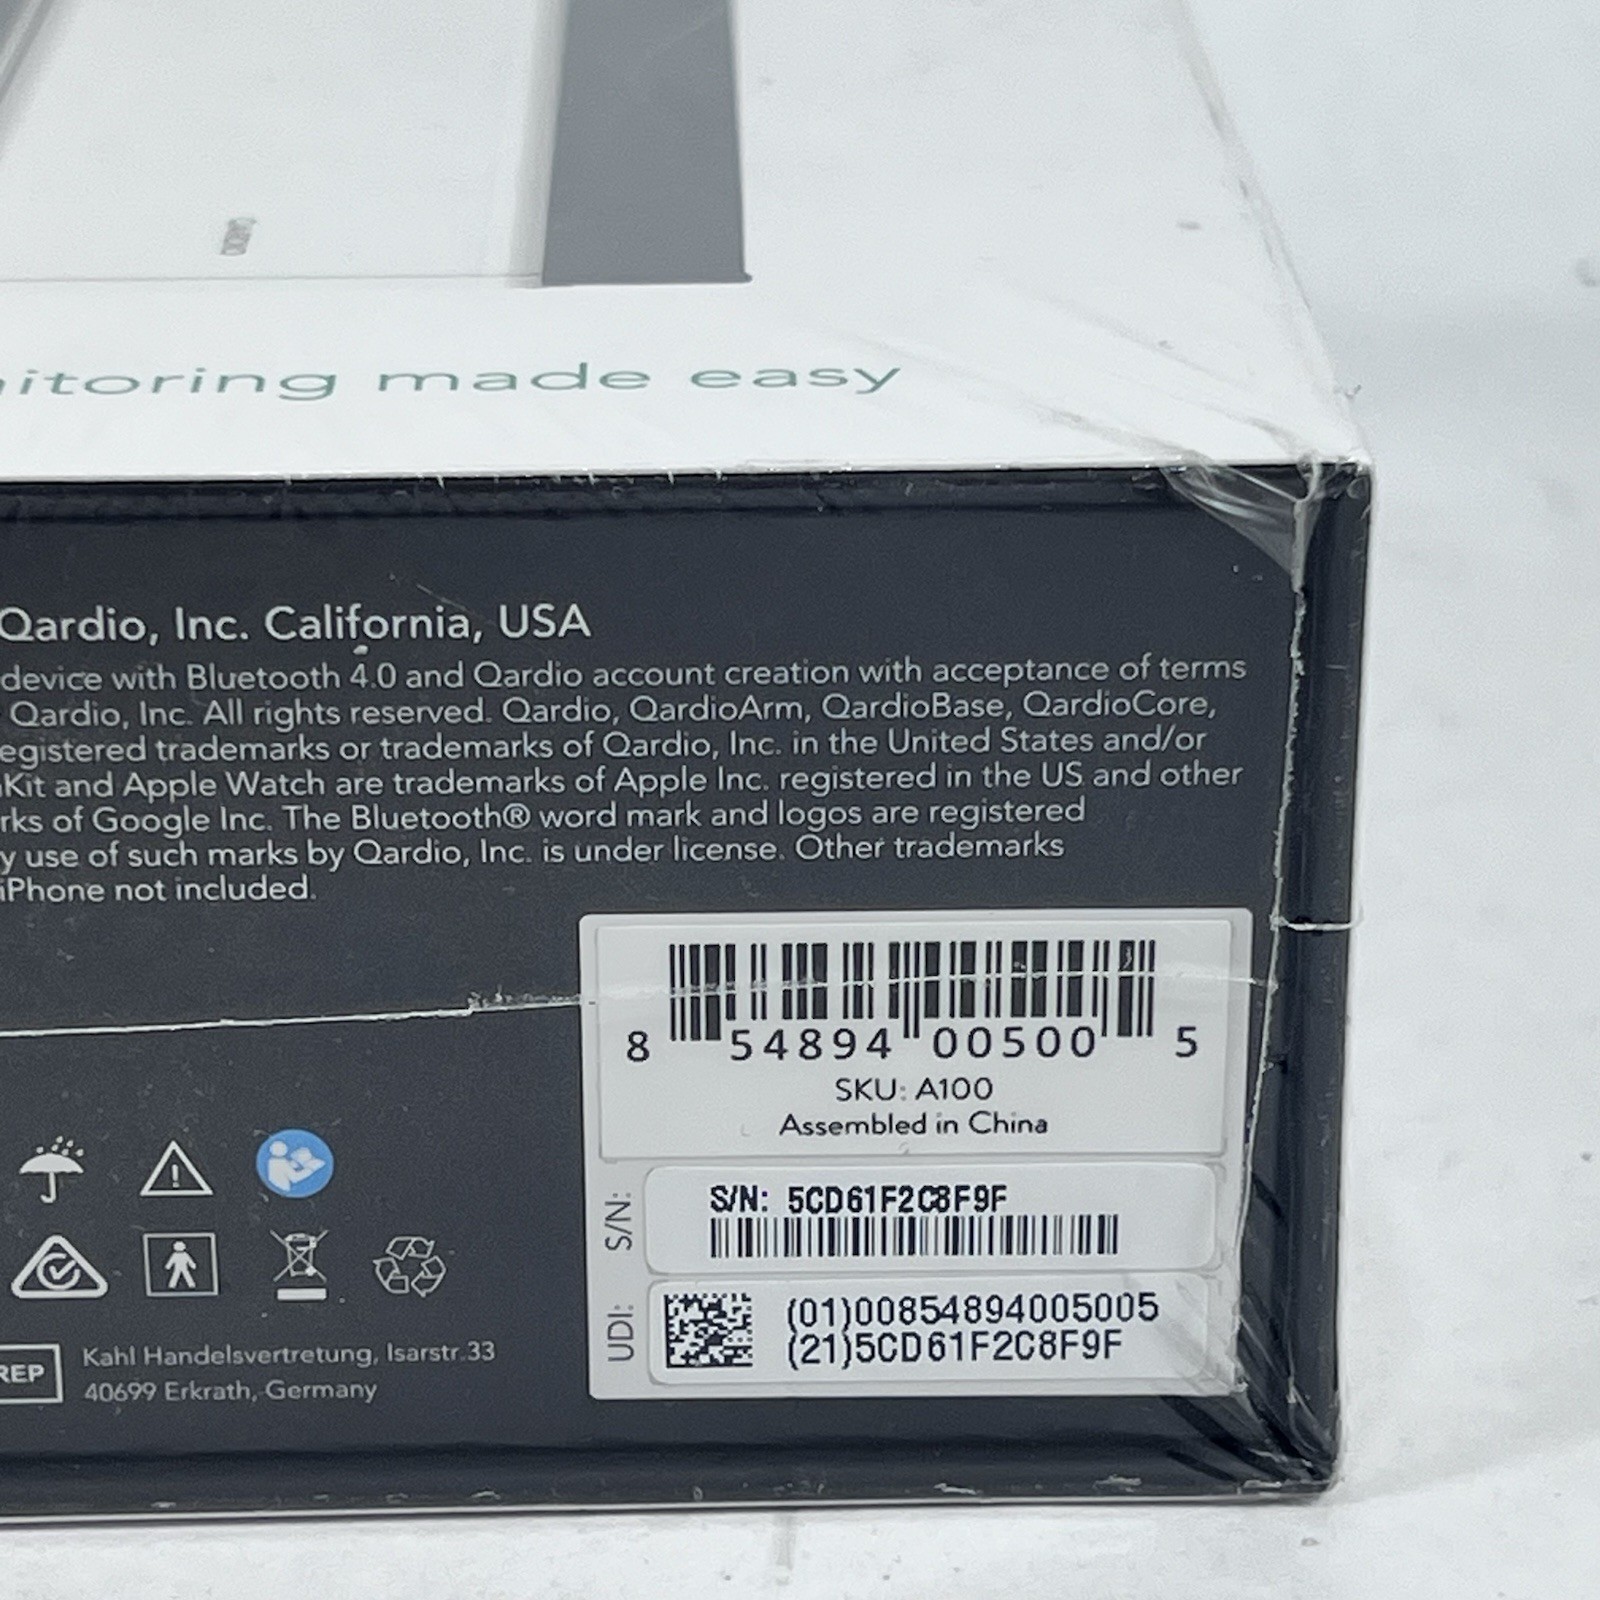 QARDIO
itoring made easy
Qardio, Inc. California, USA
device with Bluetooth 4.0 and Qardio account creation with acceptance of terms
Qardio, Inc. All rights reserved. Qardio, QardioArm, QardioBase, QardioCore,
egistered trademarks or trademarks of Qardio, Inc. in the United States and/or
Kit and Apple Watch are trademarks of Apple Inc. registered in the US and other
rks of Google Inc. The Bluetooth® word mark and logos are registered
y use of such marks by Qardio, Inc. is under license. Other trademarks
iPhone not included.
8 54894 00500 5
SKU: A100
Assembled in China
S/N:
S/N: 5CD61F2C8F9F
UDI:
(01)00854894005005
(21)5CD61F2C8F9F
REP
Kahl Handelsvertretung, Isarstr.33
40699 Erkrath, Germany